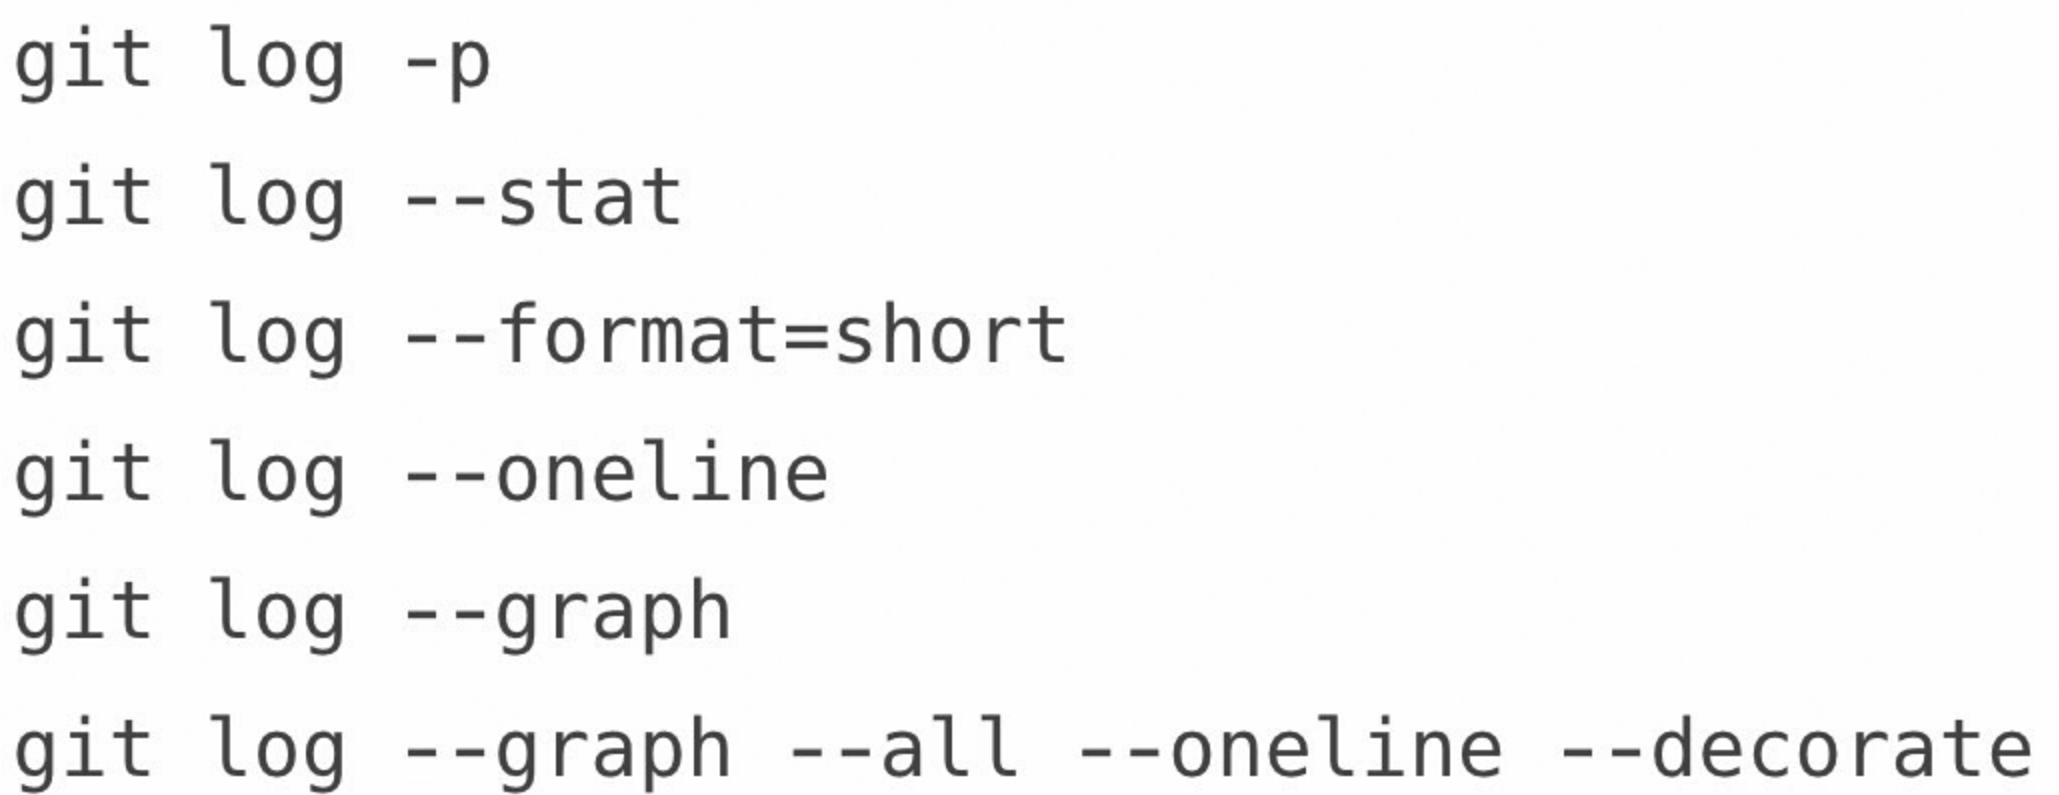 git log -p
git log --stat
git log --format=short
git log --oneline
git log --graph
git log --graph --all --oneline --decorate